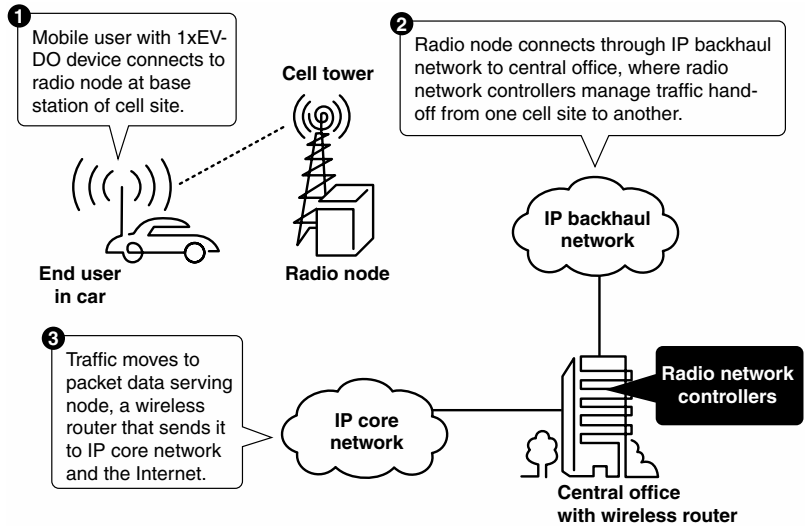 1
Mobile user with 1xEV-
DO device connects to
radio node at base
station of cell site.
Cell tower
2
Radio node connects through IP backhaul
network to central office, where radio
network controllers manage traffic hand-
off from one cell site to another.
End user
in car
Radio node
IP backhaul
network
3
Traffic moves to
packet data serving
node, a wireless
router that sends it
to IP core network
and the Internet.
IP core
network
Radio network
controllers
Central office
with wireless router